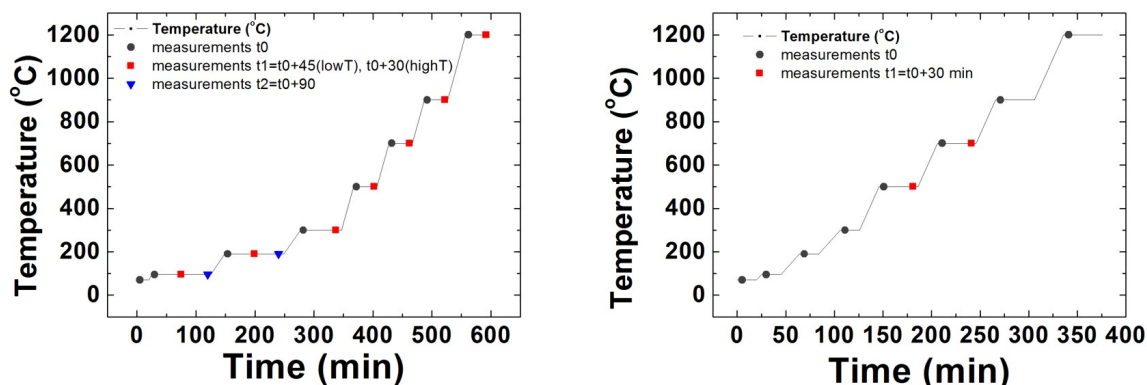 Temperature (°C)
measurements t0
measurements t1=t0+45(lowT), t0+30(highT)
measurements t2=t0+90
1200
1000
800
600
400
200
0
Temperature (°C)
0 100 200 300 400 500 600
Time (min)
Temperature (°C)
measurements t0
measurements t1=t0+30 min
1200
1000
800
600
400
200
0
Temperature (°C)
0 50 100 150 200 250 300 350 400
Time (min)